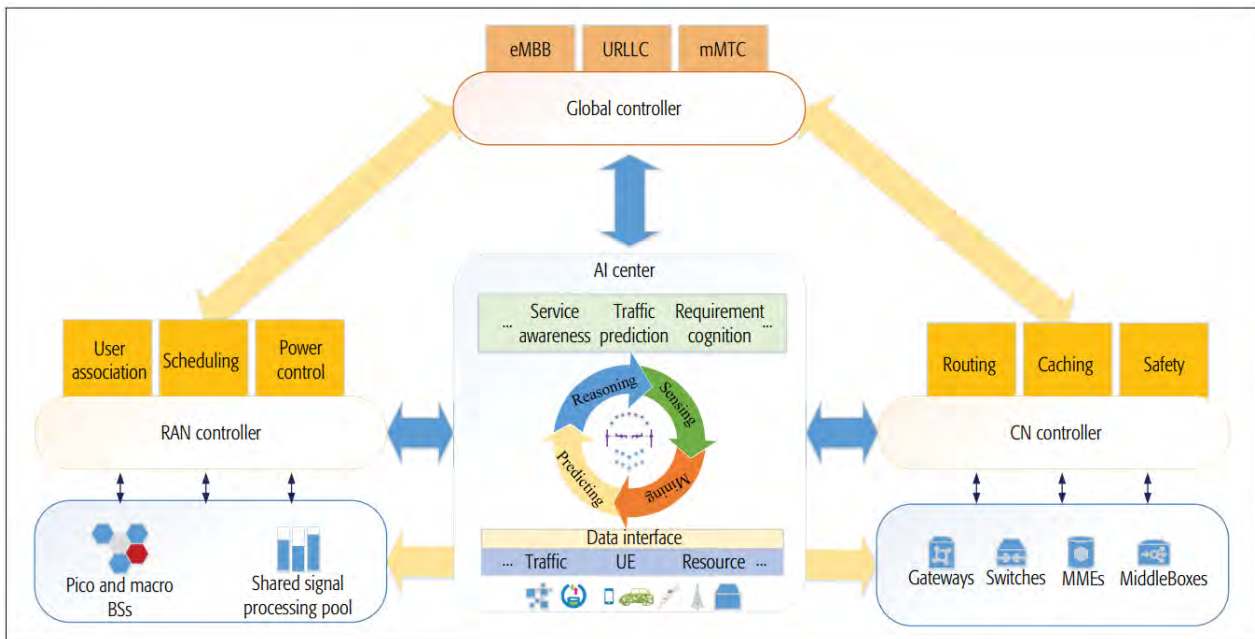 eMBB
URLLC
mMTC
Global controller
AI center
... Service awareness
Traffic prediction
Requirement cognition ...
User association
Scheduling
Power control
RAN controller
Reasoning
Sensing
Mining
Predicting
Routing
Caching
Safety
CN controller
Data interface
... Traffic UE Resource ...
Pico and macro
BSs
Shared signal
processing pool
Gateways
Switches
MMEs
MiddleBoxes